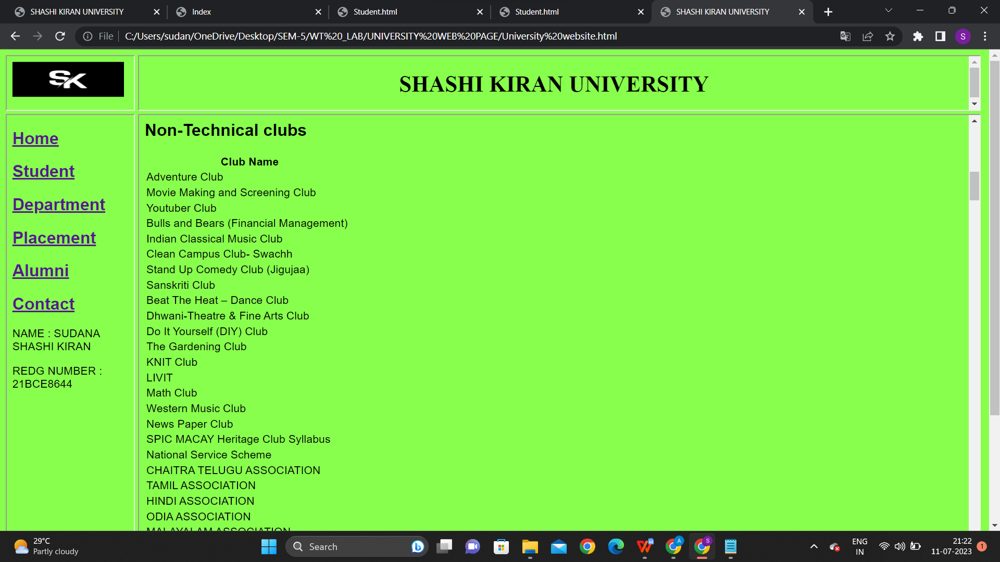 SHASHI KIRAN UNIVERSITY
Index
Student.html
Student.html
SHASHI KIRAN UNIVERSITY
File
C:/Users/sudan/OneDrive/Desktop/SEM-5/WT%20_LAB/UNIVERSITY%20WEB%20PAGE/University%20website.html
S
SK
SHASHI KIRAN UNIVERSITY
Home
Student
Department
Placement
Alumni
Contact
NAME : SUDANA
SHASHI KIRAN
REDG NUMBER :
21BCE8644
Non-Technical clubs
Club Name
Adventure Club
Movie Making and Screening Club
Youtuber Club
Bulls and Bears (Financial Management)
Indian Classical Music Club
Clean Campus Club- Swachh
Stand Up Comedy Club (Jigujaa)
Sanskriti Club
Beat The Heat – Dance Club
Dhwani-Theatre & Fine Arts Club
Do It Yourself (DIY) Club
The Gardening Club
KNIT Club
LIVIT
Math Club
Western Music Club
News Paper Club
SPIC MACAY Heritage Club Syllabus
National Service Scheme
CHAITRA TELUGU ASSOCIATION
TAMIL ASSOCIATION
HINDI ASSOCIATION
ODIA ASSOCIATION
MALAYALAM ASSOCIATION
29°C
Partly cloudy
Search
A
S
ENG
IN
21:22
11-07-2023
1